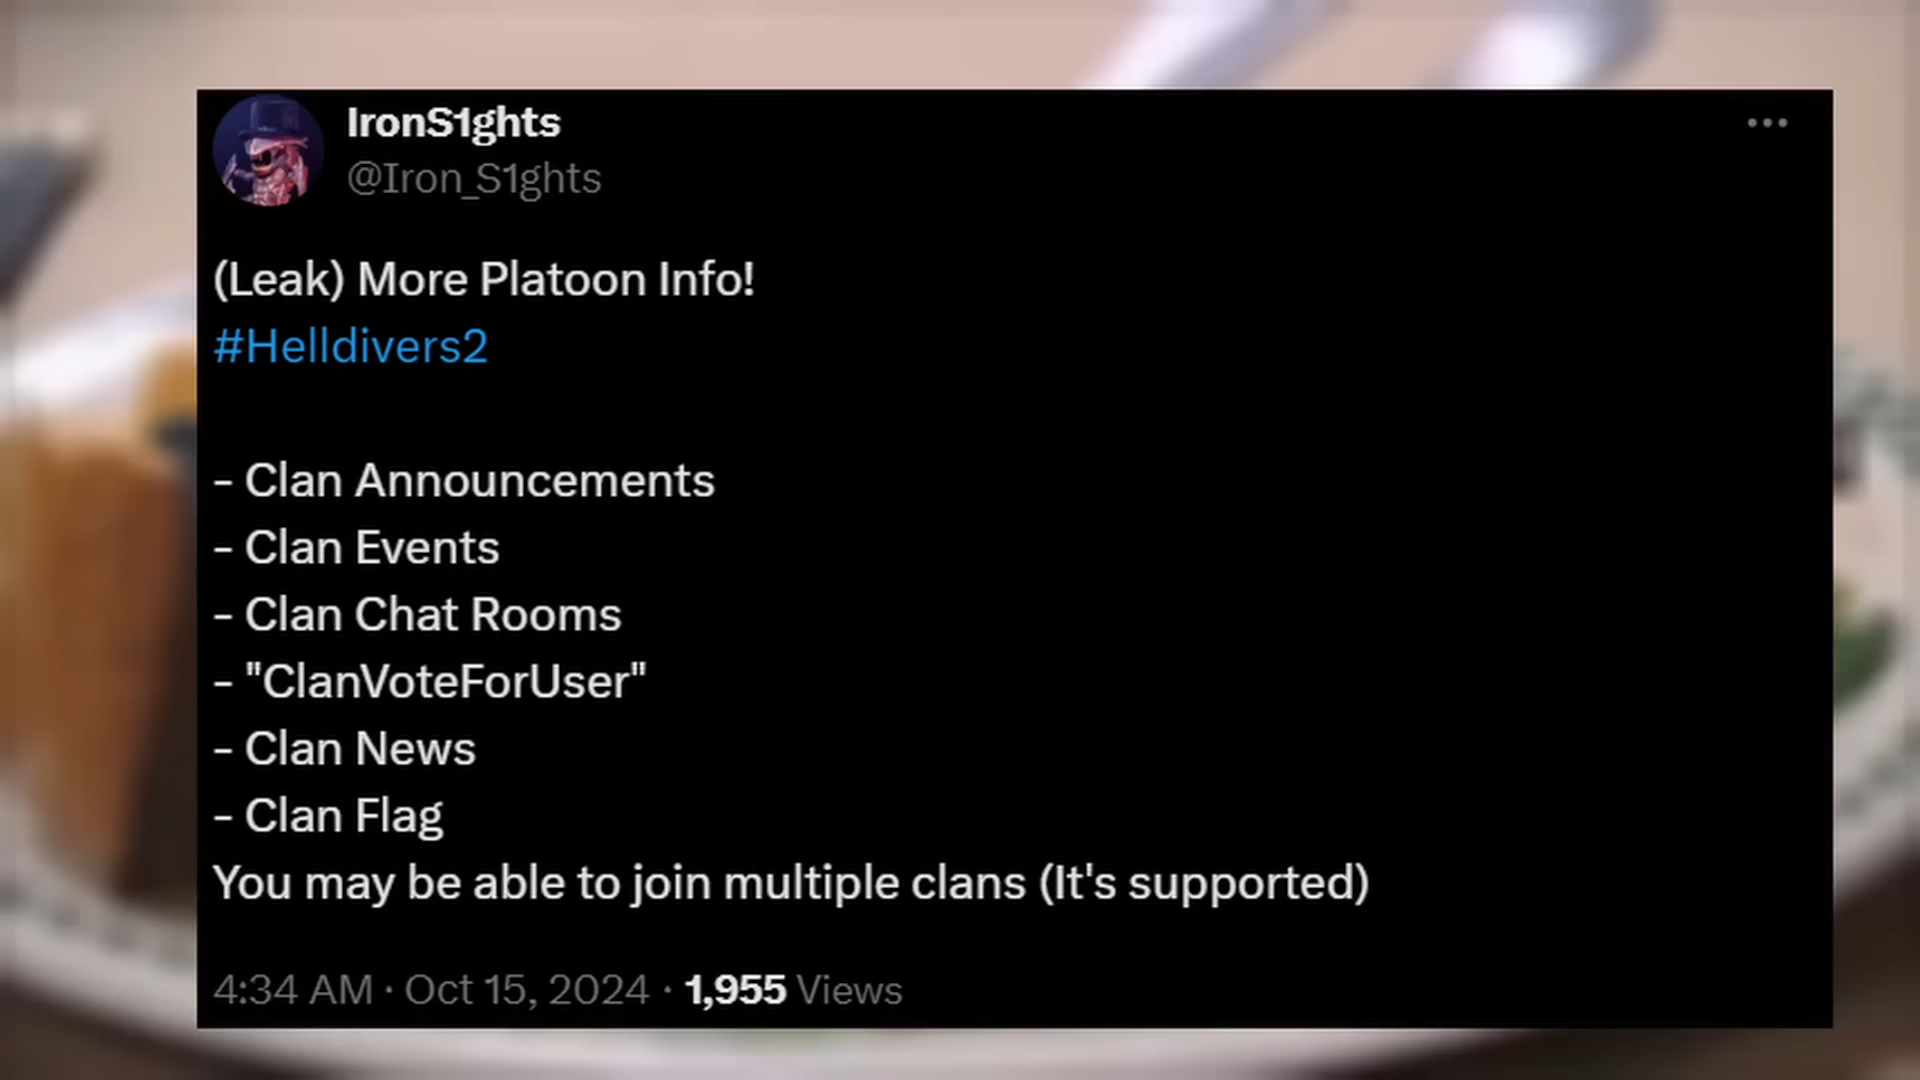 IronS1ghts
@Iron_S1ghts
(Leak) More Platoon Info!
#Helldivers2
- Clan Announcements
- Clan Events
- Clan Chat Rooms
- "ClanVoteForUser"
- Clan News
- Clan Flag
You may be able to join multiple clans (It's supported)
4:34 AM · Oct 15, 2024 · 1,955 Views